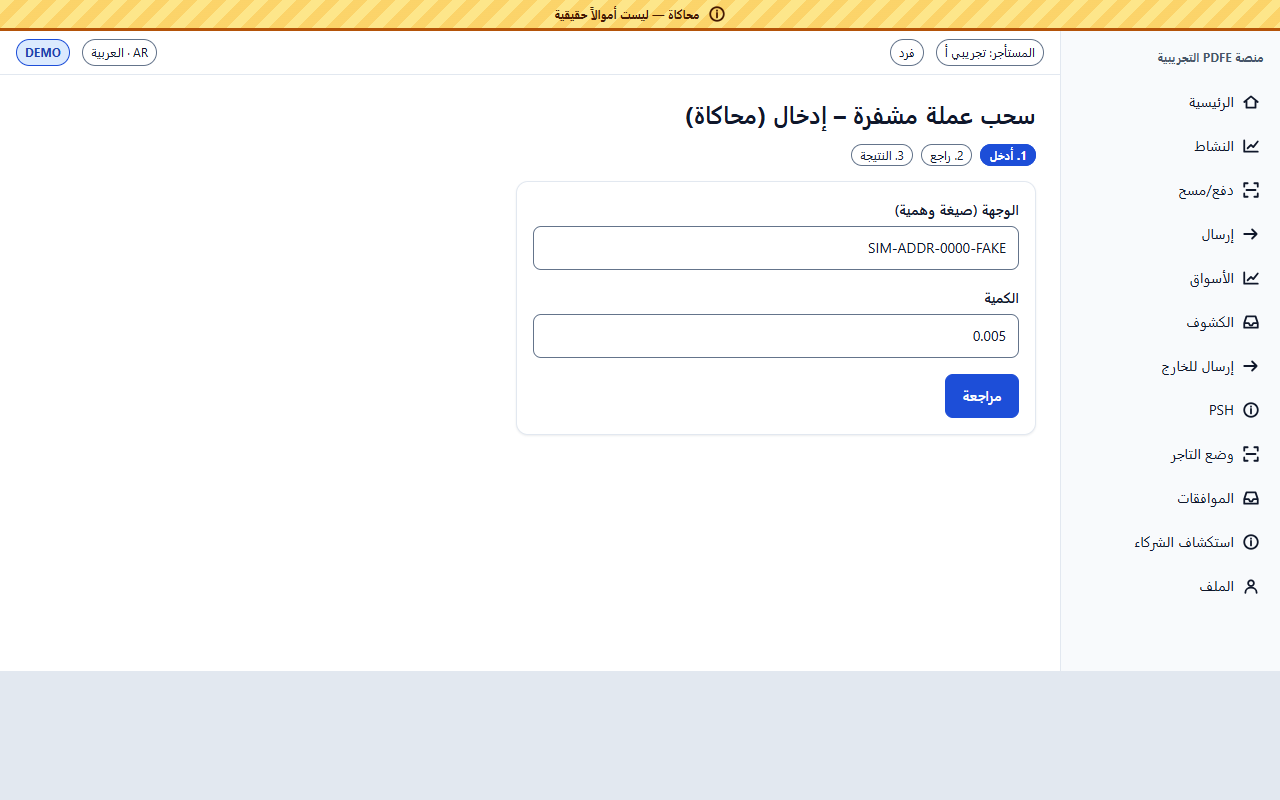 محاكاة — ليست أموالاً حقيقية
منصة PDFE التجريبية
الرئيسية
النشاط
دفع/مسح
إرسال
الأسواق
الكشوف
إرسال للخارج
PSH
وضع التاجر
الموافقات
استكشاف الشركاء
الملف
المستأجر: تجريبي أ
فرد
AR · العربية
DEMO
سحب عملة مشفرة – إدخال (محاكاة)
1. أدخل
2. راجع
3. النتيجة
الوجهة (صيغة وهمية)
SIM-ADDR-0000-FAKE
الكمية
0.005
مراجعة